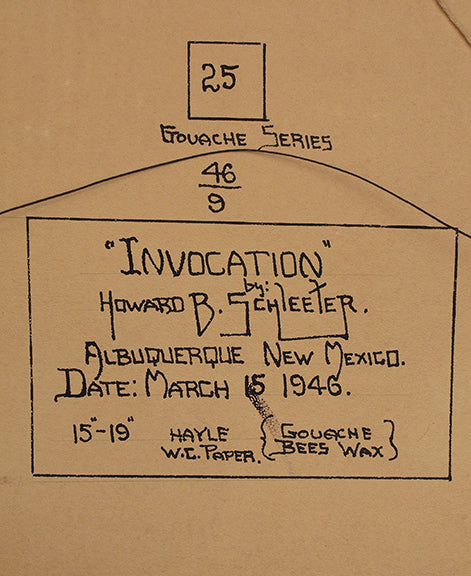 25
GOUACHE SERIES
46
9
"INVOCATION"
by:
HOWARD B. SCHLEETER.
ALBUQUERQUE NEW MEXICO.
DATE: MARCH 15 1946.
15"-19" HAYLE { GOUACHE }
W.C. PAPER. { BEES WAX }